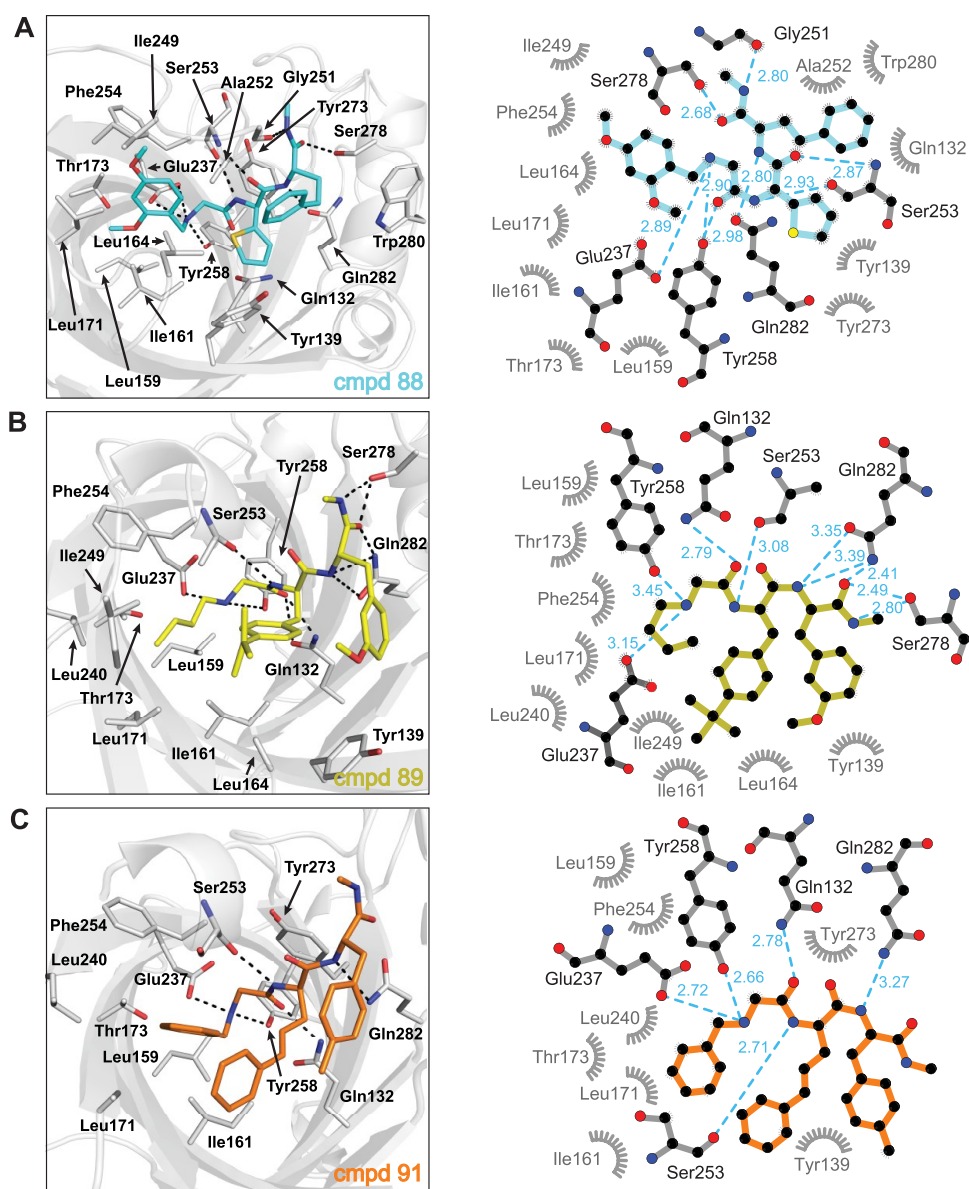 A
Ile249
Ser253
Ala252
Gly251
Phe254
Tyr273
Ser278
Thr173
Glu237
Leu164
Tyr258
Trp280
Gln282
Gln132
Leu171
Ile161
Tyr139
Leu159
cmpd 88
Gly251
Ile249
Ser278
2.80
Ala252
Trp280
2.68
Phe254
Gln132
Leu164
2.90
2.80
2.93
2.87
Ser253
Leu171
2.89
2.98
Glu237
Tyr139
Ile161
Gln282
Tyr273
Thr173
Leu159
Tyr258
B
Ser278
Tyr258
Phe254
Ser253
Gln282
Ile249
Glu237
Leu159
Gln132
Leu240
Thr173
Leu171
Ile161
Tyr139
Leu164
cmpd 89
Gln132
Ser253
Gln282
Leu159
Tyr258
3.35
Thr173
2.79
3.08
3.39
2.41
3.45
2.49
Phe254
2.80
3.15
Ser278
Leu171
Leu240
Ile249
Glu237
Tyr139
Ile161
Leu164
C
Tyr273
Ser253
Phe254
Leu240
Glu237
Thr173
Gln282
Leu159
Tyr258
Gln132
Leu171
Ile161
cmpd 91
Tyr258
Gln282
Leu159
Gln132
Phe254
2.78
Tyr273
Glu237
2.66
2.72
3.27
Leu240
2.71
Thr173
Leu171
Ile161
Ser253
Tyr139